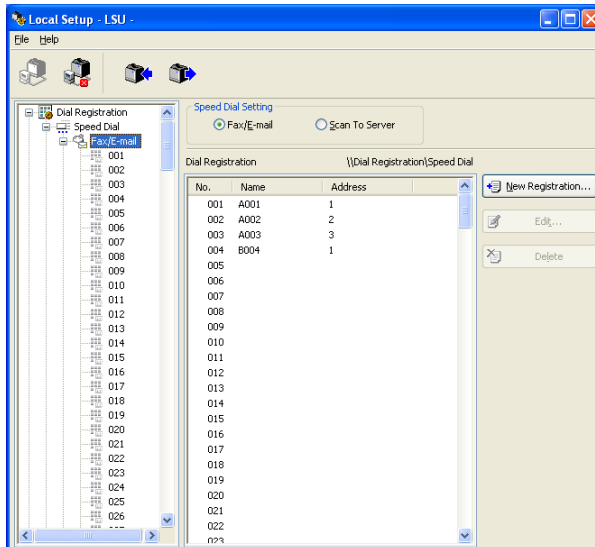 Local Setup - LSU -
File Help
Dial Registration
Speed Dial
Fax/E-mail
001
002
003
004
005
006
007
008
009
010
011
012
013
014
015
016
017
018
019
020
021
022
023
024
025
026
Speed Dial Setting
Fax/E-mail Scan To Server
Dial Registration \\Dial Registration\Speed Dial
No. Name Address
001 A001 1
002 A002 2
003 A003 3
004 B004 1
005
006
007
008
009
010
011
012
013
014
015
016
017
018
019
020
021
022
023
New Registration...
Edit...
Delete